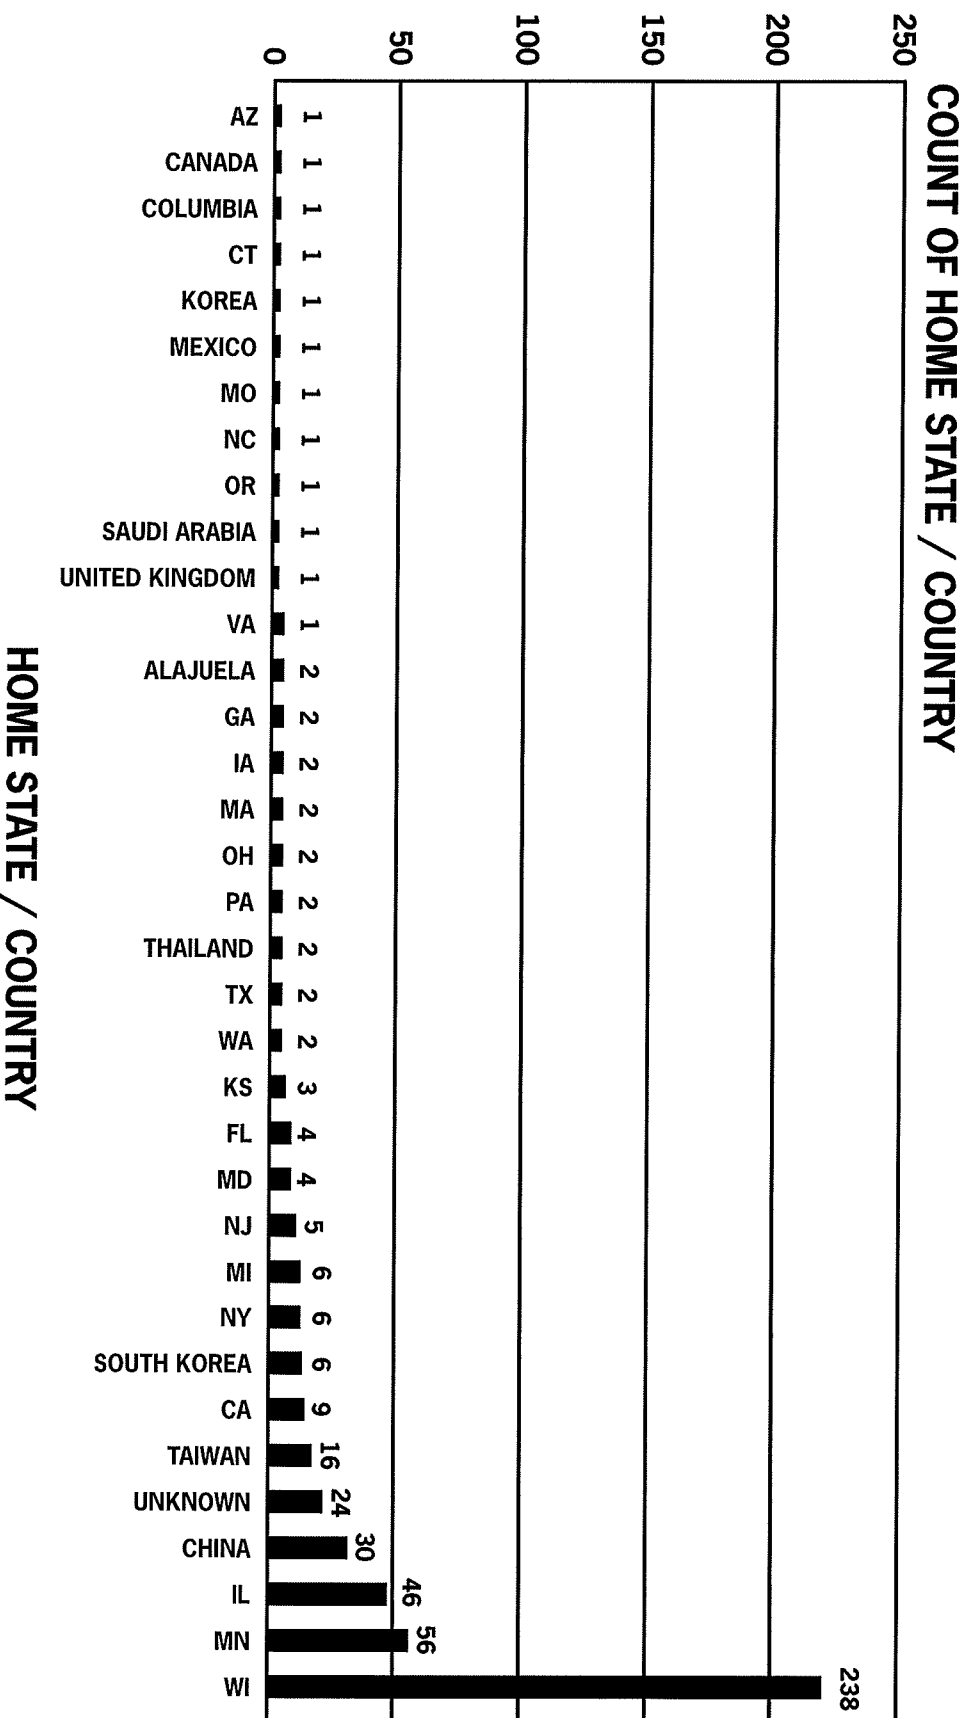 COUNT OF HOME STATE / COUNTRY
250
200
150
100
50
0
AZ 1
CANADA 1
COLUMBIA 1
CT 1
KOREA 1
MEXICO 1
MO 1
NC 1
OR 1
SAUDI ARABIA 1
UNITED KINGDOM 1
VA 1
ALAJUELA 2
GA 2
IA 2
MA 2
OH 2
PA 2
THAILAND 2
TX 2
WA 2
KS 3
FL 4
MD 4
NJ 5
MI 6
NY 6
SOUTH KOREA 6
CA 9
TAIWAN 16
UNKNOWN 24
CHINA 30
IL 46
MN 56
WI 238
HOME STATE / COUNTRY